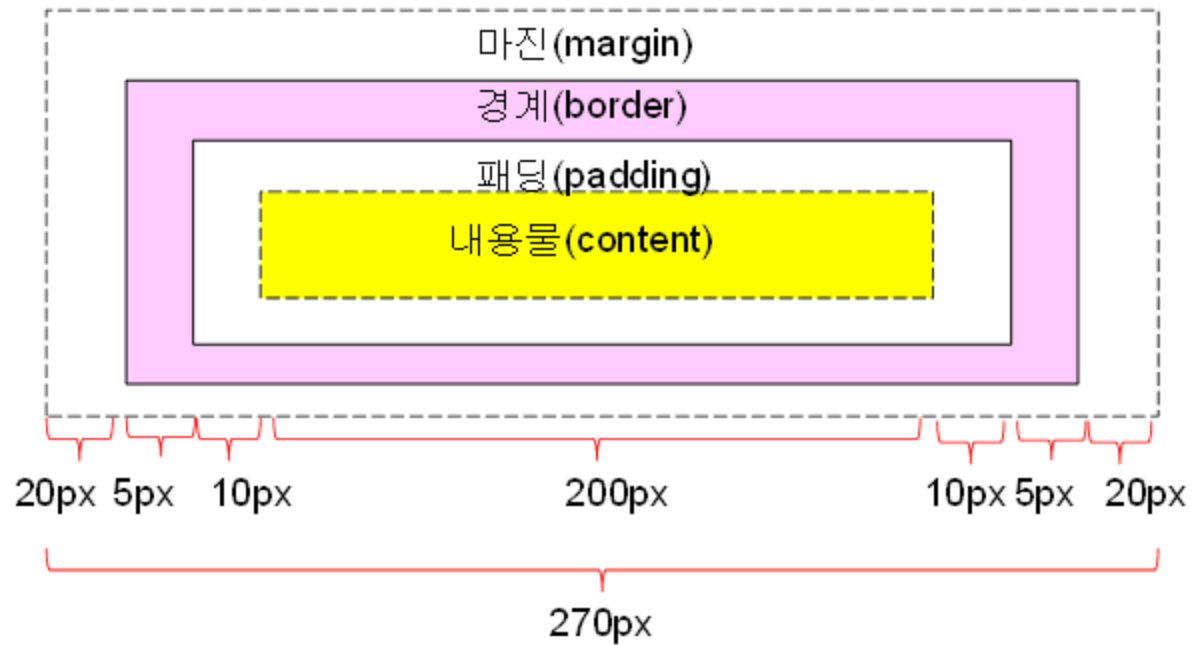 마진(margin)
경계(border)
패딩(padding)
내용물(content)
20px 5px 10px 200px 10px 5px 20px
270px